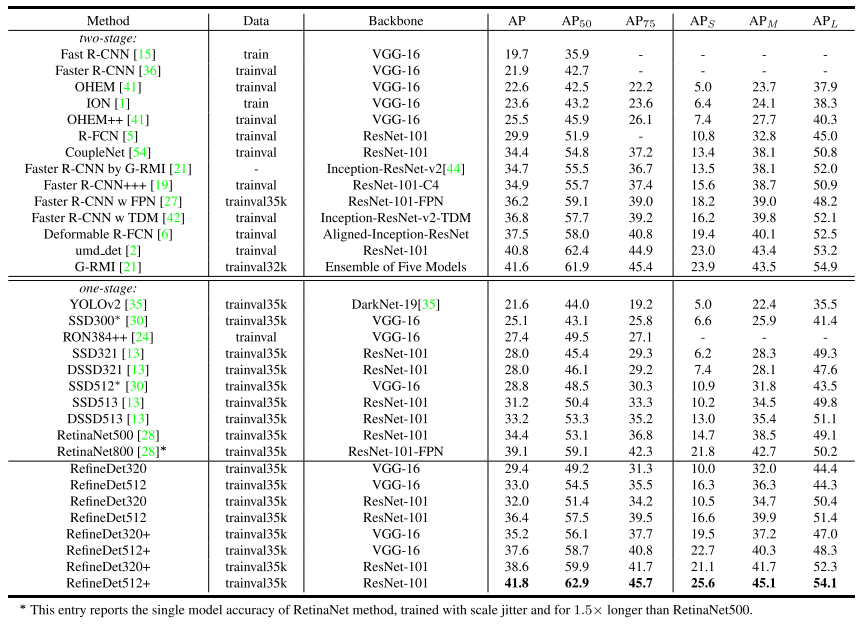 Method Data Backbone AP AP50 AP75 APS APM APL
two-stage:
Fast R-CNN [15] train VGG-16 19.7 35.9 - - - -
Faster R-CNN [36] trainval VGG-16 21.9 42.7 - - - -
OHEM [41] trainval VGG-16 22.6 42.5 22.2 5.0 23.7 37.9
ION [1] train VGG-16 23.6 43.2 23.6 6.4 24.1 38.3
OHEM++ [41] trainval VGG-16 25.5 45.9 26.1 7.4 27.7 40.3
R-FCN [5] trainval ResNet-101 29.9 51.9 - 10.8 32.8 45.0
CoupleNet [54] trainval ResNet-101 34.4 54.8 37.2 13.4 38.1 50.8
Faster R-CNN by G-RMI [21] - Inception-ResNet-v2[44] 34.7 55.5 36.7 13.5 38.1 52.0
Faster R-CNN+++ [19] trainval ResNet-101-C4 34.9 55.7 37.4 15.6 38.7 50.9
Faster R-CNN w FPN [27] trainval35k ResNet-101-FPN 36.2 59.1 39.0 18.2 39.0 48.2
Faster R-CNN w TDM [42] trainval Inception-ResNet-v2-TDM 36.8 57.7 39.2 16.2 39.8 52.1
Deformable R-FCN [6] trainval Aligned-Inception-ResNet 37.5 58.0 40.8 19.4 40.1 52.5
umd_det [2] trainval ResNet-101 40.8 62.4 44.9 23.0 43.4 53.2
G-RMI [21] trainval32k Ensemble of Five Models 41.6 61.9 45.4 23.9 43.5 54.9
one-stage:
YOLOv2 [35] trainval35k DarkNet-19[35] 21.6 44.0 19.2 5.0 22.4 35.5
SSD300* [30] trainval35k VGG-16 25.1 43.1 25.8 6.6 25.9 41.4
RON384++ [24] trainval VGG-16 27.4 49.5 27.1 - - -
SSD321 [13] trainval35k ResNet-101 28.0 45.4 29.3 6.2 28.3 49.3
DSSD321 [13] trainval35k ResNet-101 28.0 46.1 29.2 7.4 28.1 47.6
SSD512* [30] trainval35k VGG-16 28.8 48.5 30.3 10.9 31.8 43.5
SSD513 [13] trainval35k ResNet-101 31.2 50.4 33.3 10.2 34.5 49.8
DSSD513 [13] trainval35k ResNet-101 33.2 53.3 35.2 13.0 35.4 51.1
RetinaNet500 [28] trainval35k ResNet-101 34.4 53.1 36.8 14.7 38.5 49.1
RetinaNet800 [28]* trainval35k ResNet-101-FPN 39.1 59.1 42.3 21.8 42.7 50.2
RefineDet320 trainval35k VGG-16 29.4 49.2 31.3 10.0 32.0 44.4
RefineDet512 trainval35k VGG-16 33.0 54.5 35.5 16.3 36.3 44.3
RefineDet320 trainval35k ResNet-101 32.0 51.4 34.2 10.5 34.7 50.4
RefineDet512 trainval35k ResNet-101 36.4 57.5 39.5 16.6 39.9 51.4
RefineDet320+ trainval35k VGG-16 35.2 56.1 37.7 19.5 37.2 47.0
RefineDet512+ trainval35k VGG-16 37.6 58.7 40.8 22.7 40.3 48.3
RefineDet320+ trainval35k ResNet-101 38.6 59.9 41.7 21.1 41.7 52.3
RefineDet512+ trainval35k ResNet-101 41.8 62.9 45.7 25.6 45.1 54.1
* This entry reports the single model accuracy of RetinaNet method, trained with scale jitter and for 1.5× longer than RetinaNet500.